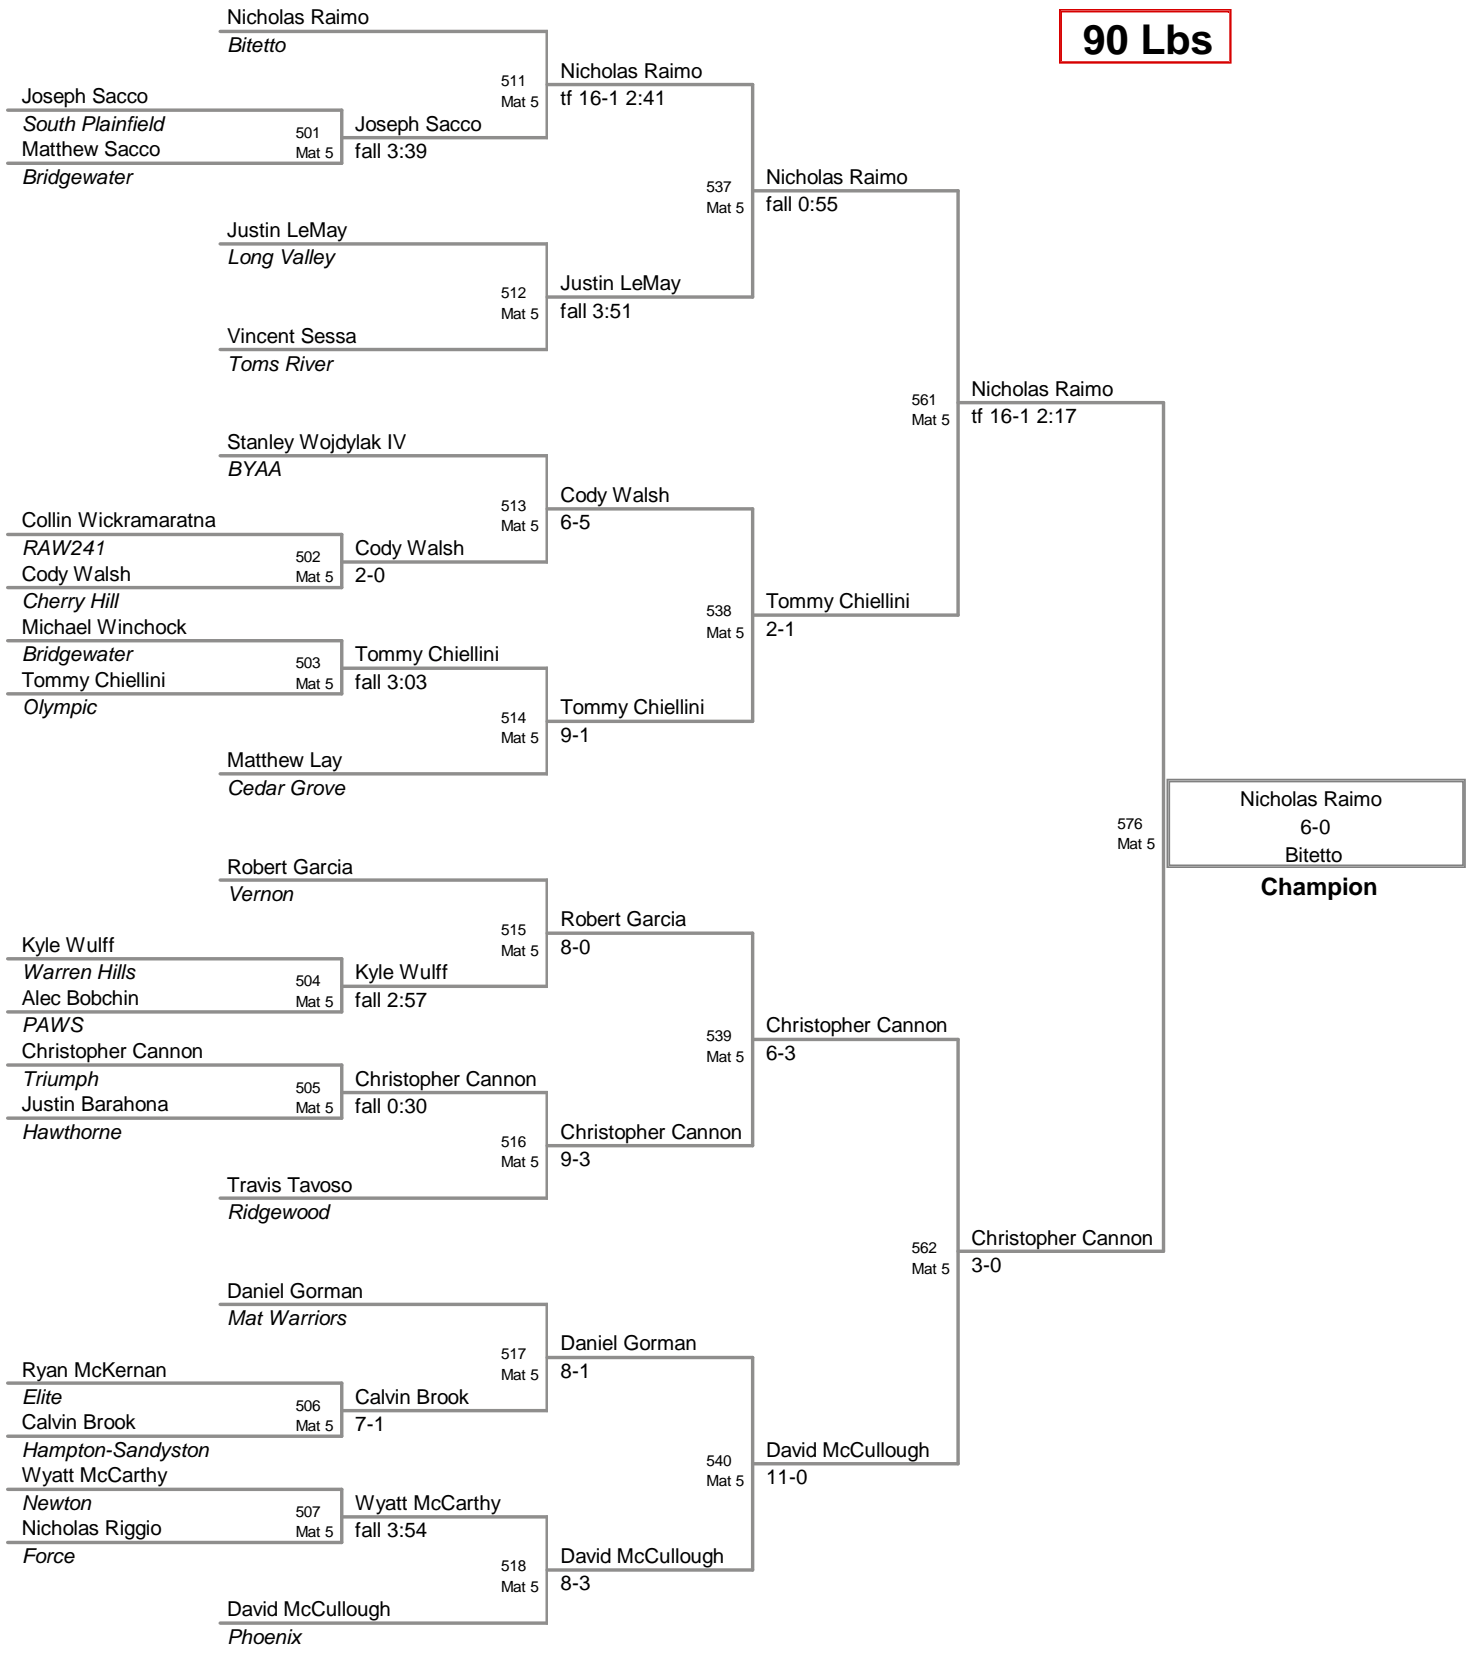 Nicholas Raimo
Bitetto
90 Lbs
511
Mat 5
Nicholas Raimo
tf 16-1 2:41
Joseph Sacco
South Plainfield
501
Mat 5
Joseph Sacco
fall 3:39
Matthew Sacco
Bridgewater
537
Mat 5
Nicholas Raimo
fall 0:55
Justin LeMay
Long Valley
512
Mat 5
Justin LeMay
fall 3:51
Vincent Sessa
Toms River
561
Mat 5
Nicholas Raimo
tf 16-1 2:17
Stanley Wojdylak IV
BYAA
513
Mat 5
Cody Walsh
6-5
Collin Wickramaratna
RAW241
502
Mat 5
Cody Walsh
2-0
Cody Walsh
Cherry Hill
538
Mat 5
Tommy Chiellini
2-1
Michael Winchock
Bridgewater
503
Mat 5
Tommy Chiellini
fall 3:03
Tommy Chiellini
Olympic
514
Mat 5
Tommy Chiellini
9-1
Matthew Lay
Cedar Grove
576
Mat 5
Nicholas Raimo
6-0
Bitetto
Champion
Robert Garcia
Vernon
515
Mat 5
Robert Garcia
8-0
Kyle Wulff
Warren Hills
504
Mat 5
Kyle Wulff
fall 2:57
Alec Bobchin
PAWS
539
Mat 5
Christopher Cannon
6-3
Christopher Cannon
Triumph
505
Mat 5
Christopher Cannon
fall 0:30
Justin Barahona
Hawthorne
516
Mat 5
Christopher Cannon
9-3
Travis Tavoso
Ridgewood
562
Mat 5
Christopher Cannon
3-0
Daniel Gorman
Mat Warriors
517
Mat 5
Daniel Gorman
8-1
Ryan McKernan
Elite
506
Mat 5
Calvin Brook
7-1
Calvin Brook
Hampton-Sandyston
540
Mat 5
David McCullough
11-0
Wyatt McCarthy
Newton
507
Mat 5
Wyatt McCarthy
fall 3:54
Nicholas Riggio
Force
518
Mat 5
David McCullough
8-3
David McCullough
Phoenix